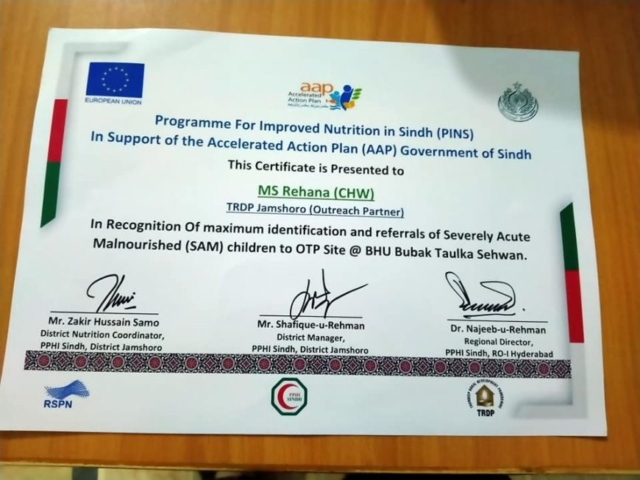 EUROPEAN UNION
aap
Accelerated
Action Plan
Programme For Improved Nutrition in Sindh (PINS)
In Support of the Accelerated Action Plan (AAP) Government of Sindh
This Certificate is Presented to
MS Rehana (CHW)
TRDP Jamshoro (Outreach Partner)
In Recognition Of maximum identification and referrals of Severely Acute
Malnourished (SAM) children to OTP Site @ BHU Bubak Taulka Sehwan.
Mr. Zakir Hussain Samo
District Nutrition Coordinator,
PPHI Sindh, District Jamshoro
Mr. Shafique-u-Rehman
District Manager,
PPHI Sindh, District Jamshoro
Dr. Najeeb-u-Rehman
Regional Director,
PPHI Sindh, RO-I Hyderabad
RSPN
PPHI
SINDH
TRDP